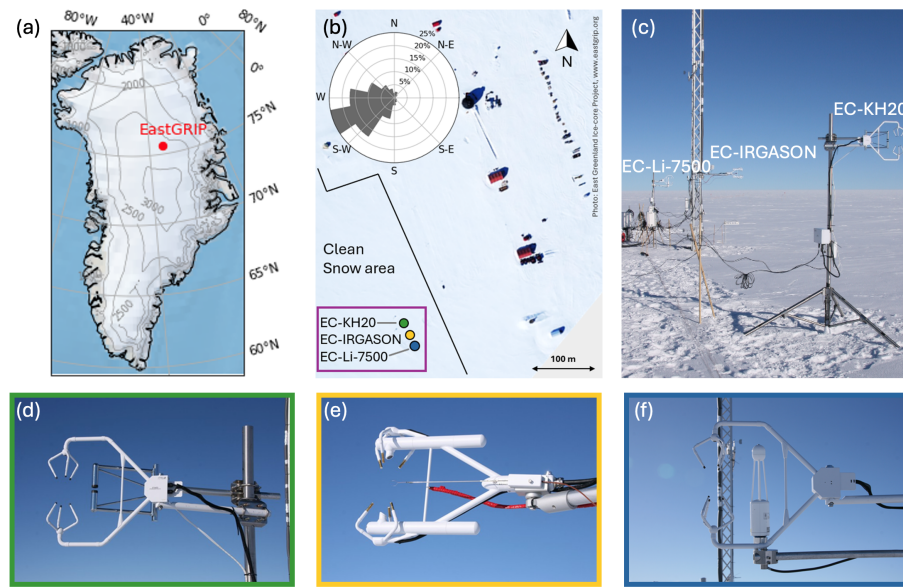 (a)
80°W 40°W 0° 80°N
0°
75°N
70°N
65°N
60°N
EastGRIP
2000
3000
2500
2500
(b)
N
N-W N-E
W
S-W S-E
S
25%
20%
15%
10%
5%
N
Photo: East Greenland Ice-core Project, www.eastgrip.org
Clean
Snow area
EC-KH20
EC-IRGASON
EC-Li-7500
100 m
(c)
EC-KH20
EC-IRGASON
EC-Li-7500
(d)
(e)
(f)